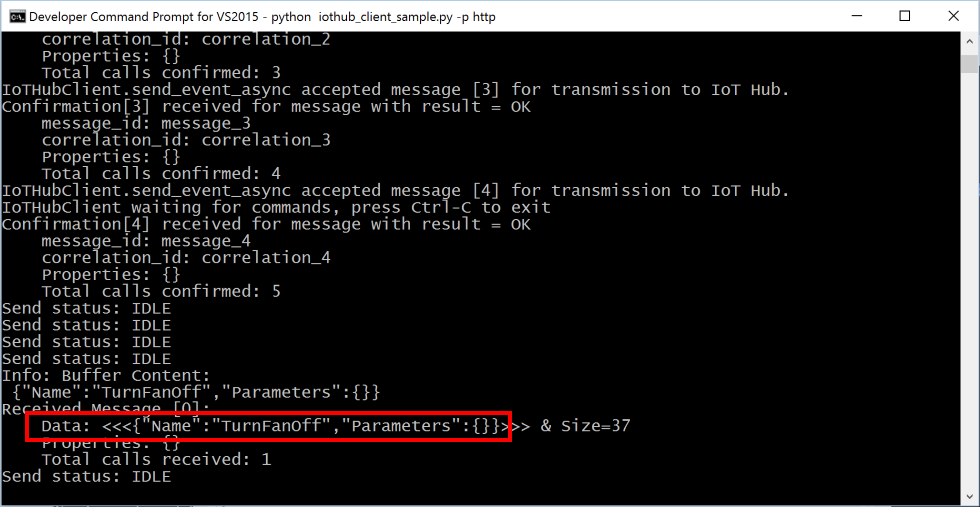 Developer Command Prompt for VS2015 - python  iothub_client_sample.py -p http
    correlation_id: correlation_2
    Properties: {}
    Total calls confirmed: 3
IoTHubClient.send_event_async accepted message [3] for transmission to IoT Hub.
Confirmation[3] received for message with result = OK
    message_id: message_3
    correlation_id: correlation_3
    Properties: {}
    Total calls confirmed: 4
IoTHubClient.send_event_async accepted message [4] for transmission to IoT Hub.
IoTHubClient waiting for commands, press Ctrl-C to exit
Confirmation[4] received for message with result = OK
    message_id: message_4
    correlation_id: correlation_4
    Properties: {}
    Total calls confirmed: 5
Send status: IDLE
Send status: IDLE
Send status: IDLE
Send status: IDLE
Info: Buffer Content:
 {"Name":"TurnFanOff","Parameters":{}}
Received Message [0]:
    Data: <<<{"Name":"TurnFanOff","Parameters":{}}>>> & Size=37
    Properties: {}
    Total calls received: 1
Send status: IDLE